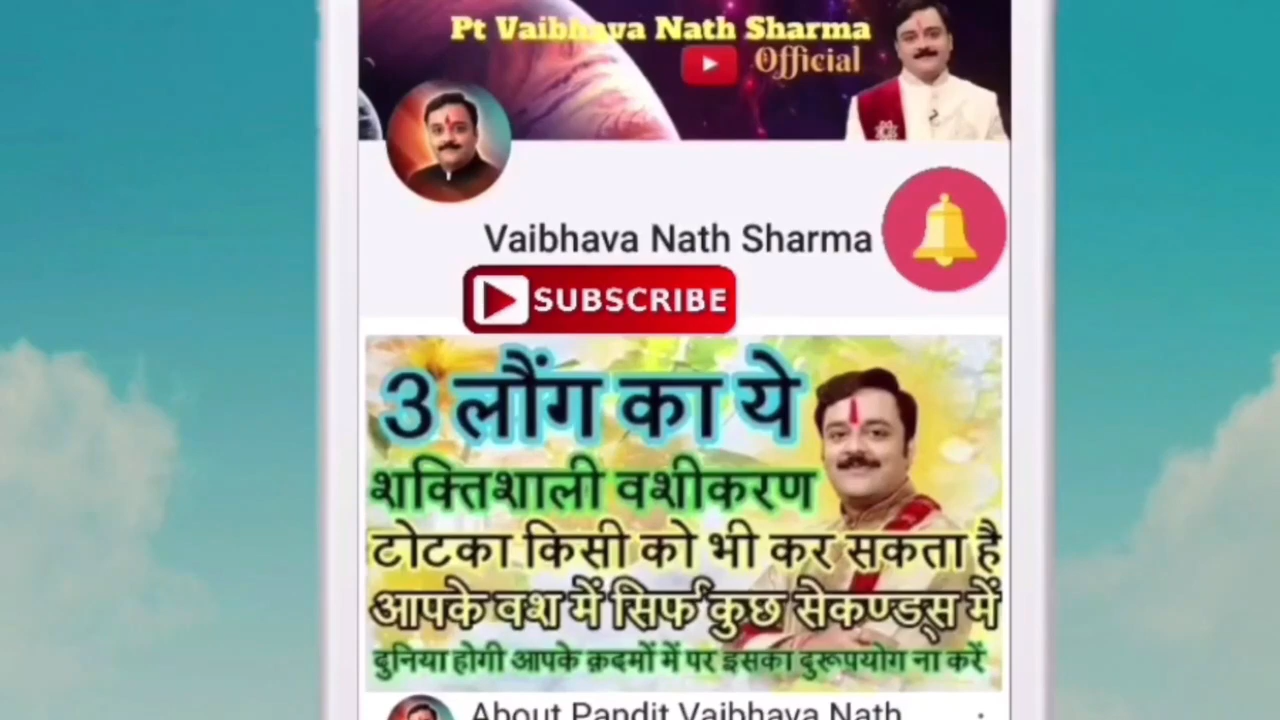 Pt Vaibhava Nath Sharma
Official
Vaibhava Nath Sharma
SUBSCRIBE
3 लौंग का ये
शक्तिशाली वशीकरण
टोटका किसी को भी कर सकता है
आपके वश में सिर्फ कुछ सेकण्ड्स में
दुनिया होगी आपके क़दमों में पर इसका दुरूपयोग ना करें
About Pandit Vaibhava Nath